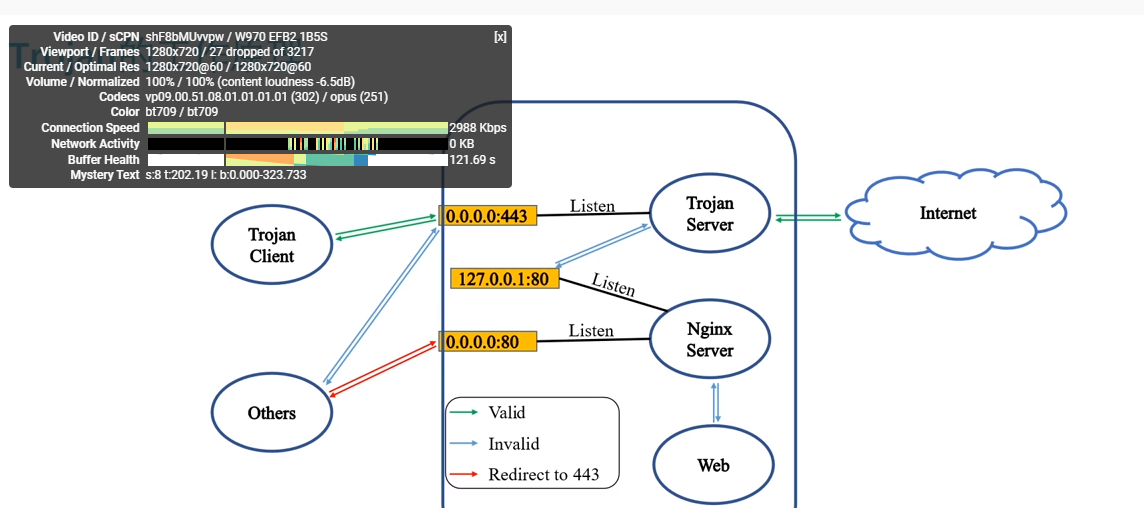 Video ID / sCPN shF8bMUvvpw / W970 EFB2 1B5S
[x]
Viewport / Frames 1280x720 / 27 dropped of 3217
Current / Optimal Res 1280x720@60 / 1280x720@60
Volume / Normalized 100% / 100% (content loudness -6.5dB)
Codecs vp09.00.51.08.01.01.01.01 (302) / opus (251)
Color bt709 / bt709
Connection Speed 2988 Kbps
Network Activity 0 KB
Buffer Health 121.69 s
Mystery Text s:8 t:202.19 l: b:0.000-323.733
Trojan
Trojan
Client
0.0.0.0:443
Listen
Trojan
Server
Internet
127.0.0.1:80
Listen
0.0.0.0:80
Listen
Nginx
Server
Others
Valid
Invalid
Redirect to 443
Web